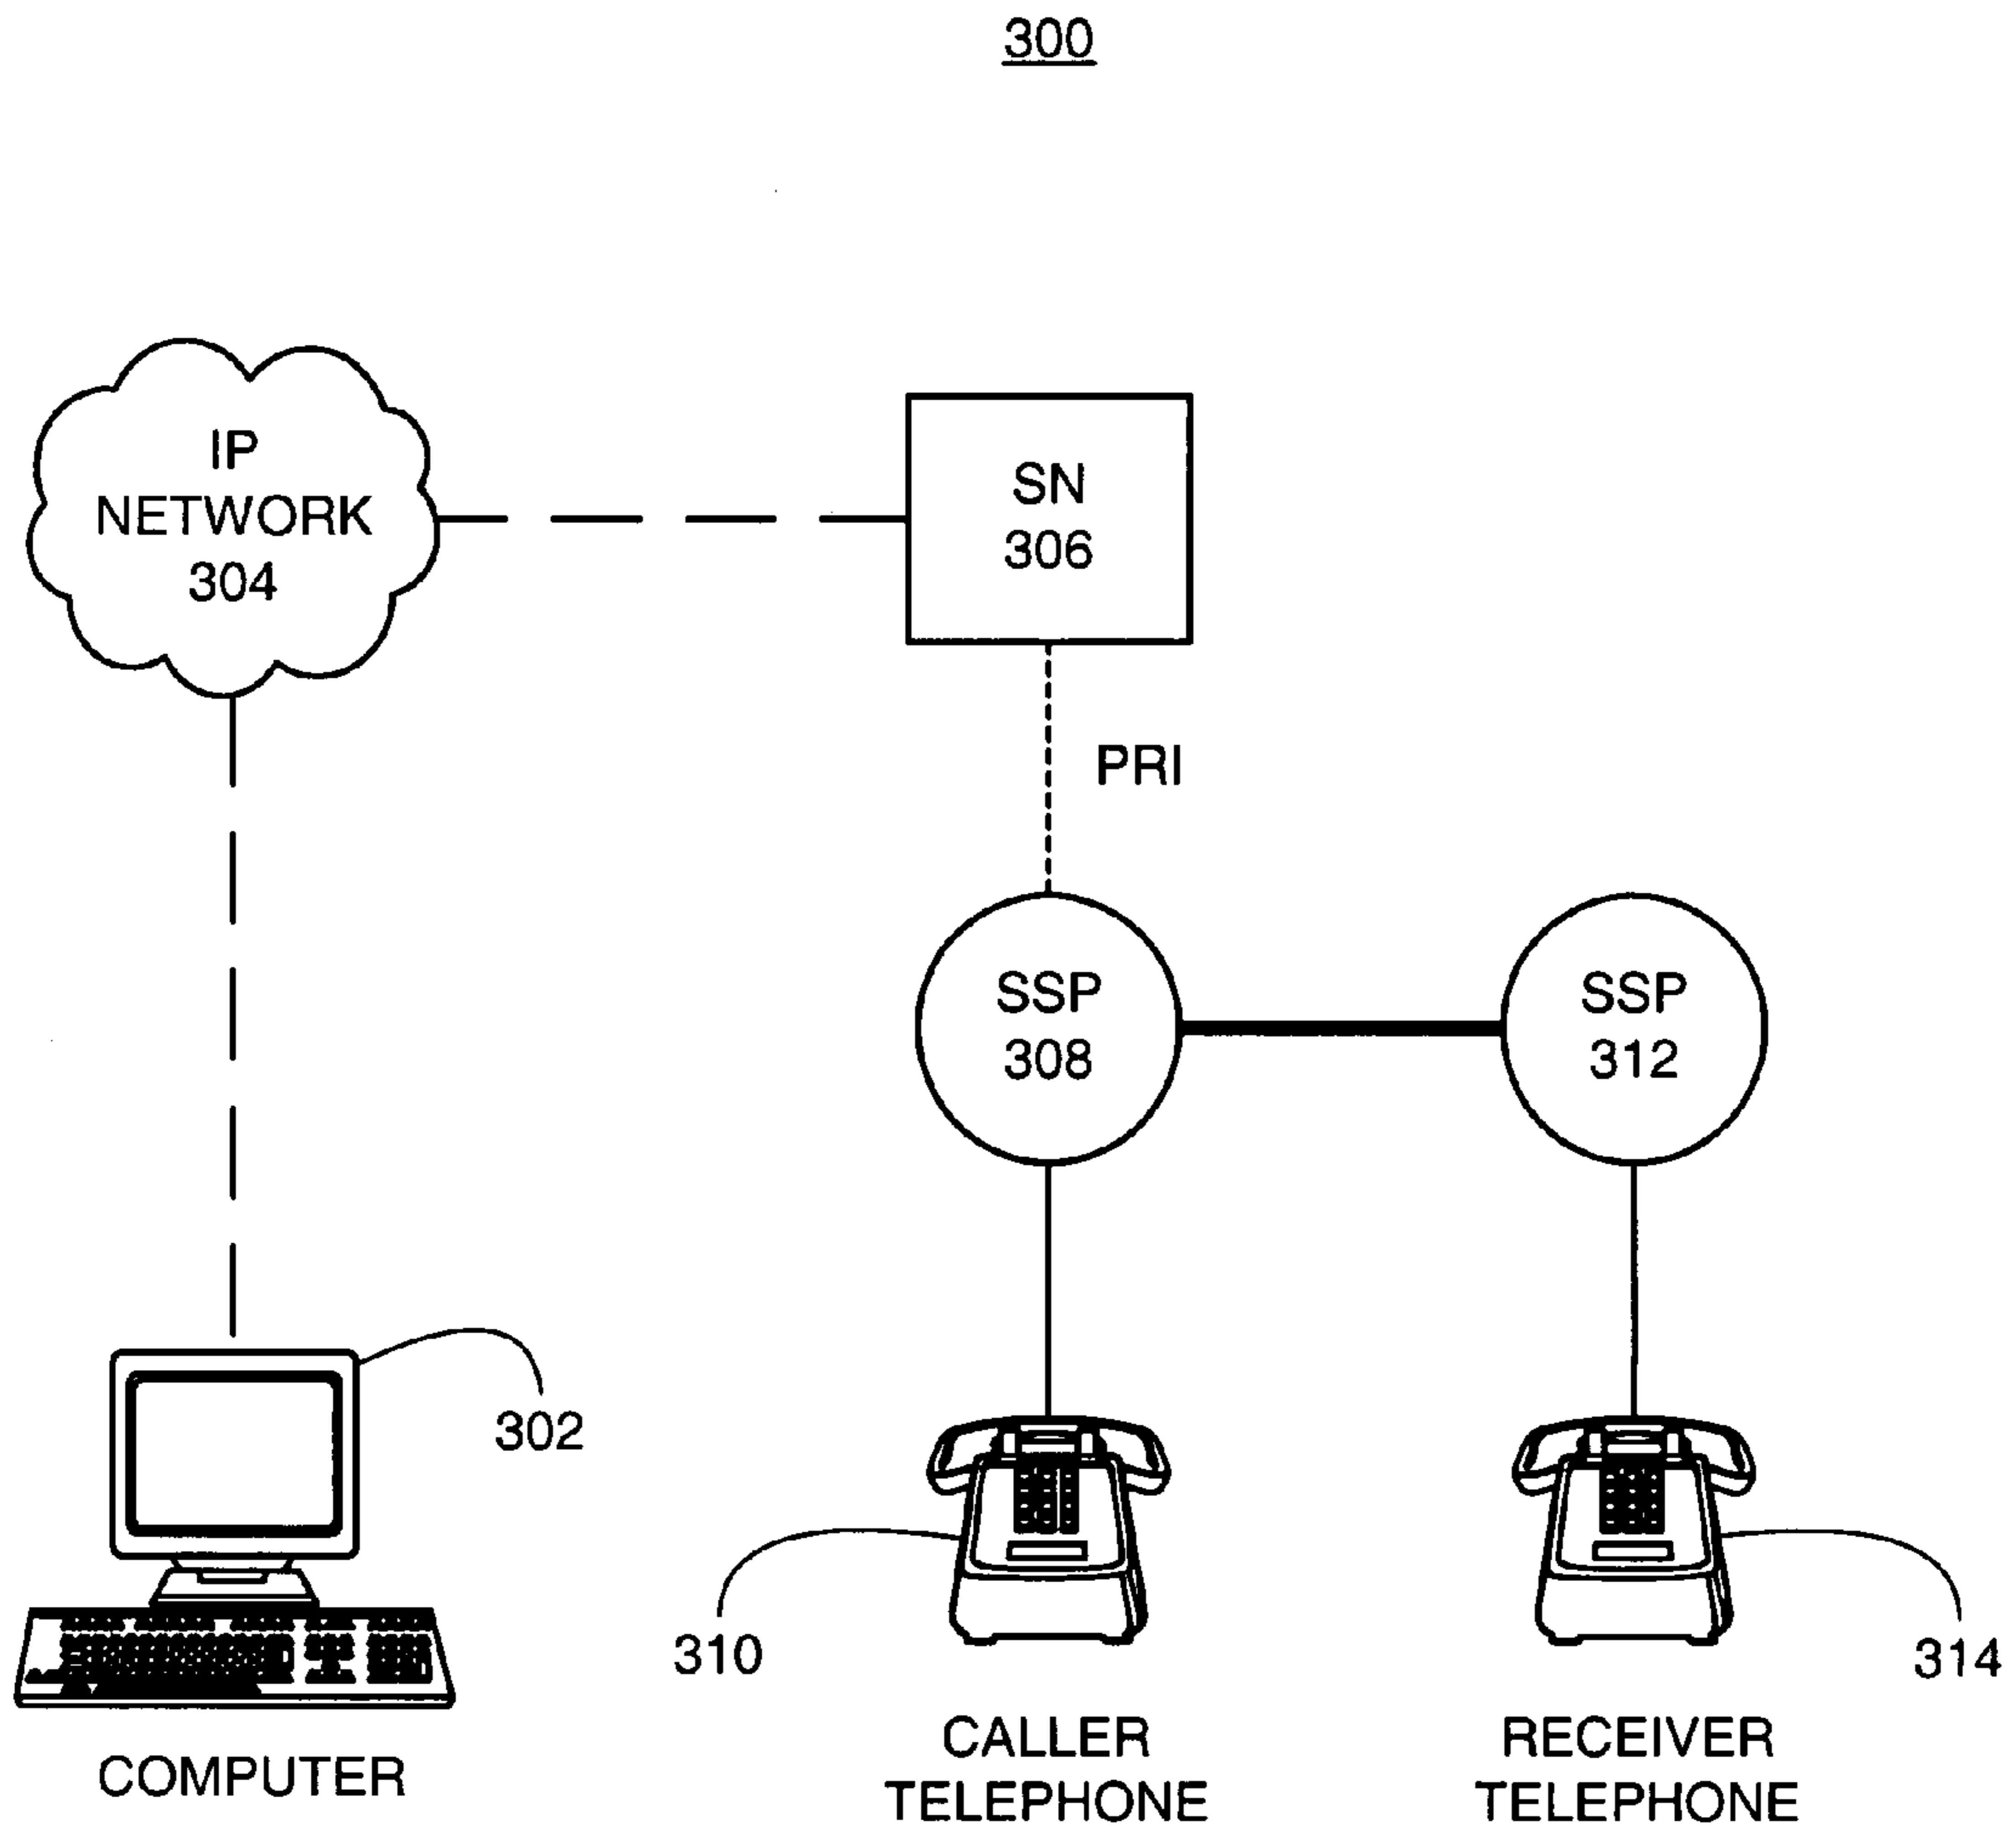 300
IP
NETWORK
304
SN
306
PRI
SSP
308
SSP
312
302
310
314
COMPUTER
CALLER
TELEPHONE
RECEIVER
TELEPHONE